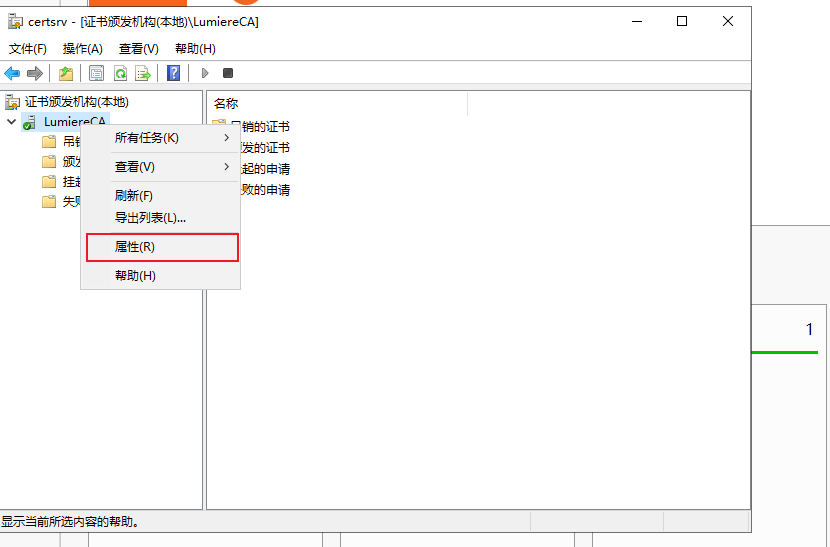 certsrv - [证书颁发机构(本地)\LumiereCA]
文件(F) 操作(A) 查看(V) 帮助(H)
证书颁发机构(本地)
LumiereCA
吊销
颁发
挂起
失败
名称
吊销的证书
颁发的证书
起的申请
败的申请
所有任务(K)
查看(V)
刷新(F)
导出列表(L)...
属性(R)
帮助(H)
1
显示当前所选内容的帮助。